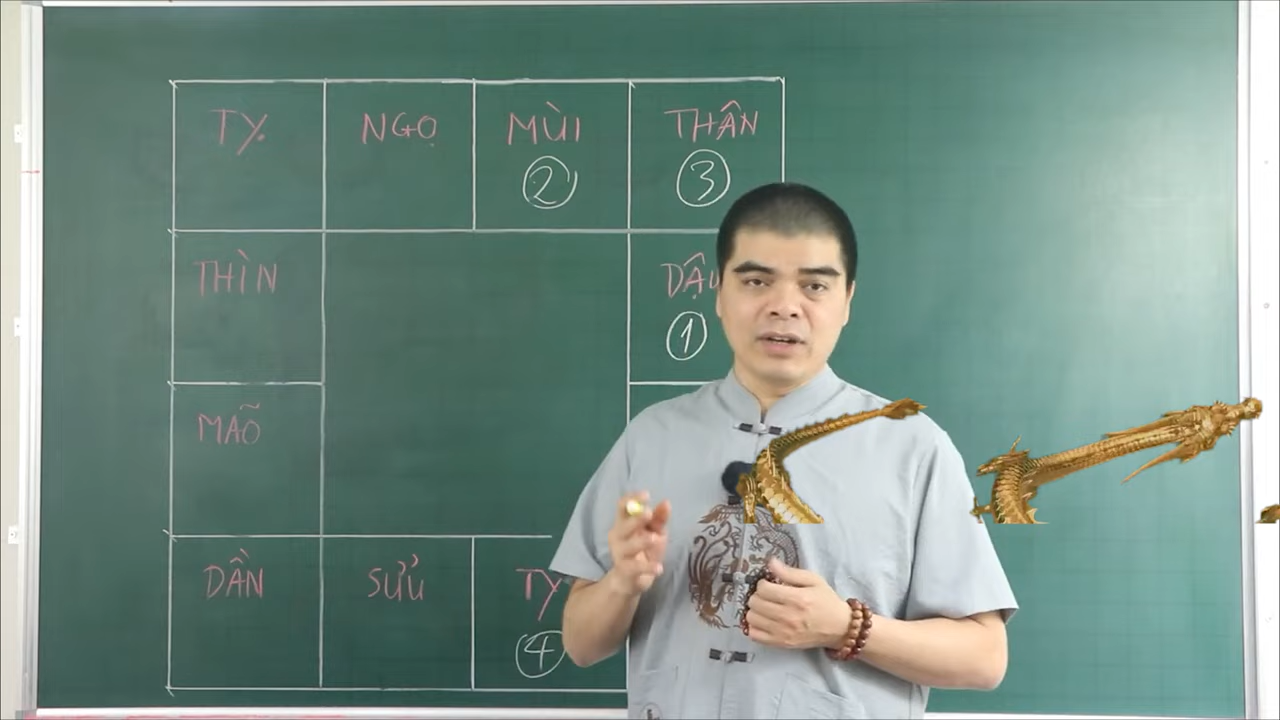 TỴ NGỌ MÙI THÂN
② ③
THÌN DẬU
①
MÃO
DẦN SỬU TÝ
④